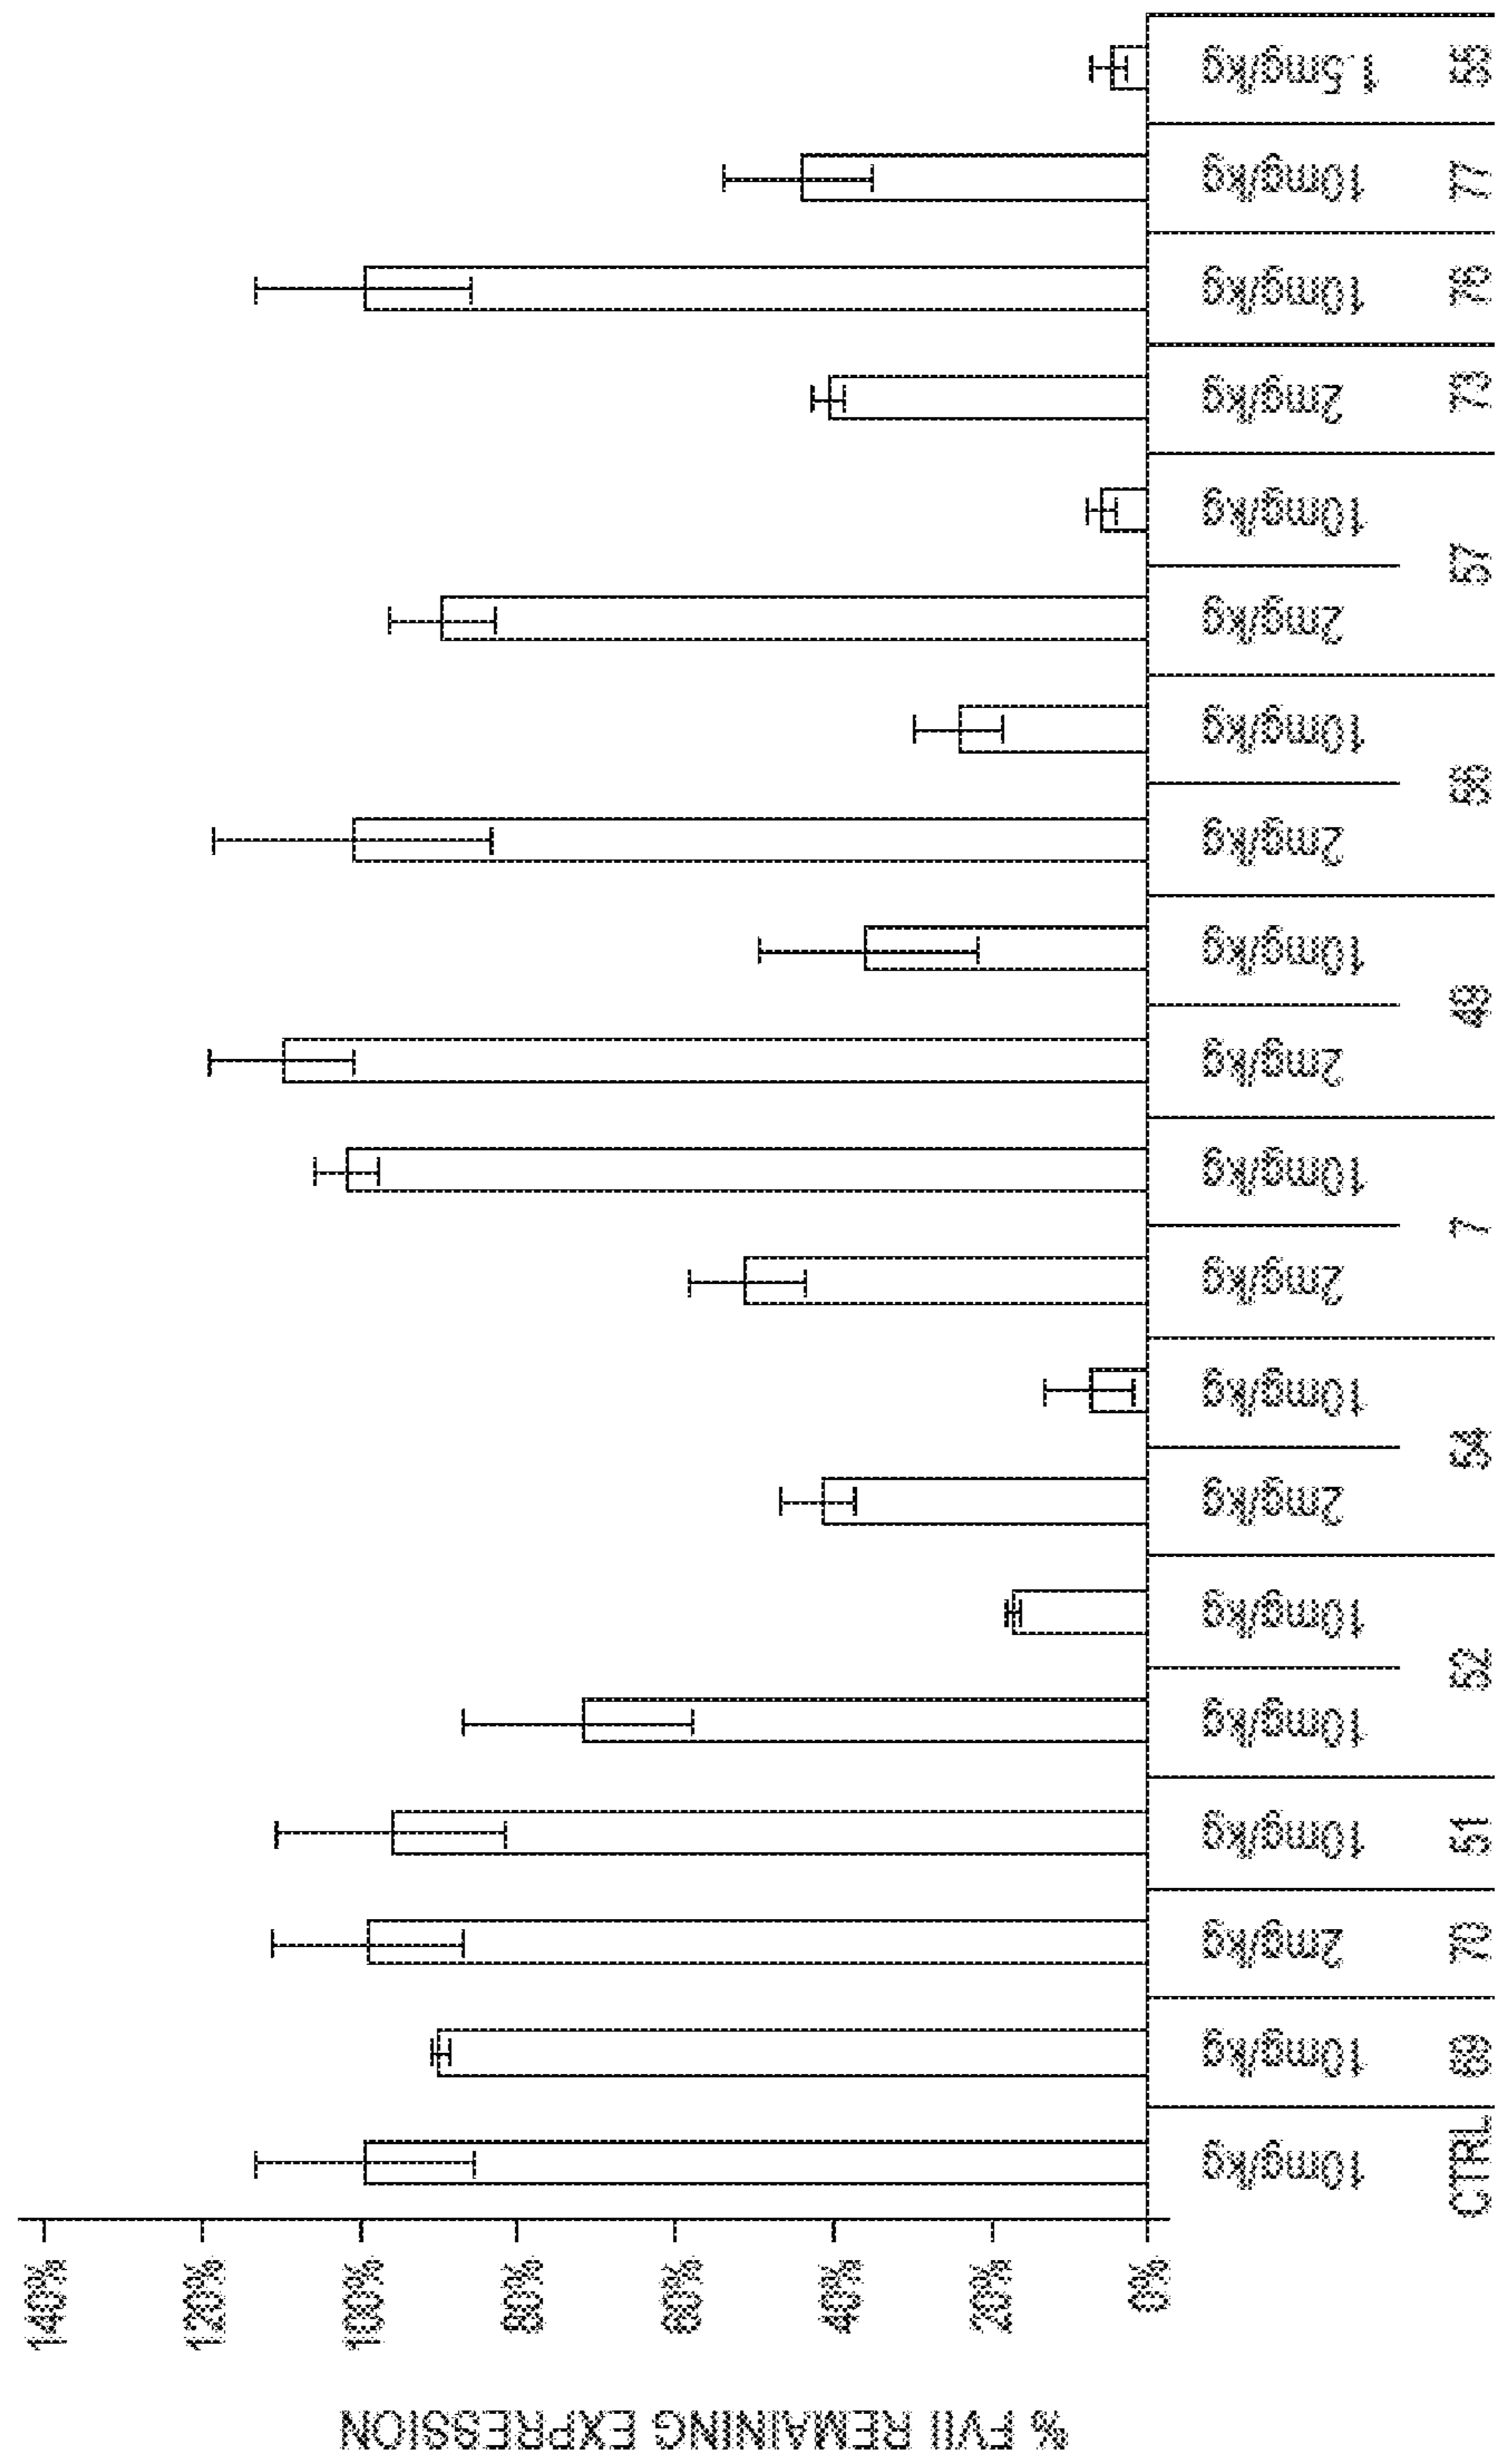 % FVII REMAINING EXPRESSION
140%
120%
100%
80%
60%
40%
20%
0%
10mg/kg
10mg/kg
2mg/kg
10mg/kg
10mg/kg
10mg/kg
2mg/kg
10mg/kg
2mg/kg
10mg/kg
2mg/kg
10mg/kg
2mg/kg
10mg/kg
2mg/kg
10mg/kg
2mg/kg
10mg/kg
10mg/kg
1.5mg/kg
CTRL
69
70
51
52
54
7
49
56
57
73
76
77
55